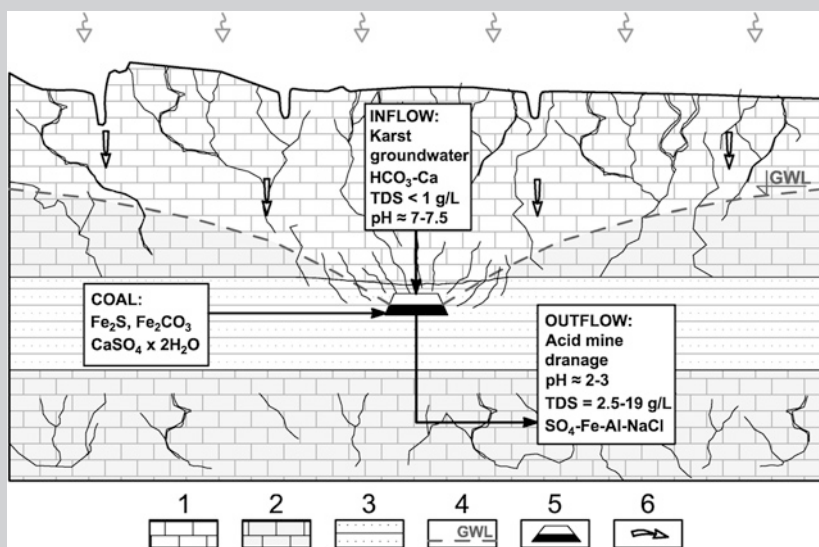 INFLOW:
Karst
groundwater
HCO₃-Ca
TDS < 1 g/L
pH ≈ 7-7.5
GWL
COAL:
Fe₂S, Fe₂CO₃
CaSO₄ x 2H₂O
OUTFLOW:
Acid mine
dranage
pH ≈ 2-3
TDS = 2.5-19 g/L
SO₄-Fe-Al-NaCl
1 2 3 4 5 6
GWL